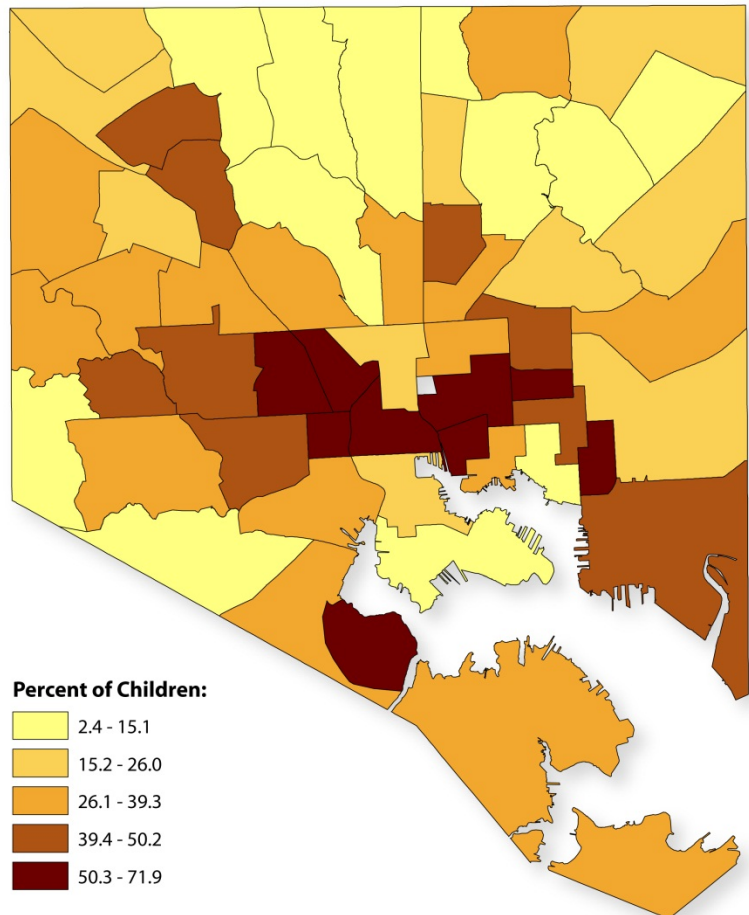 Percent of Children:
2.4 - 15.1
15.2 - 26.0
26.1 - 39.3
39.4 - 50.2
50.3 - 71.9